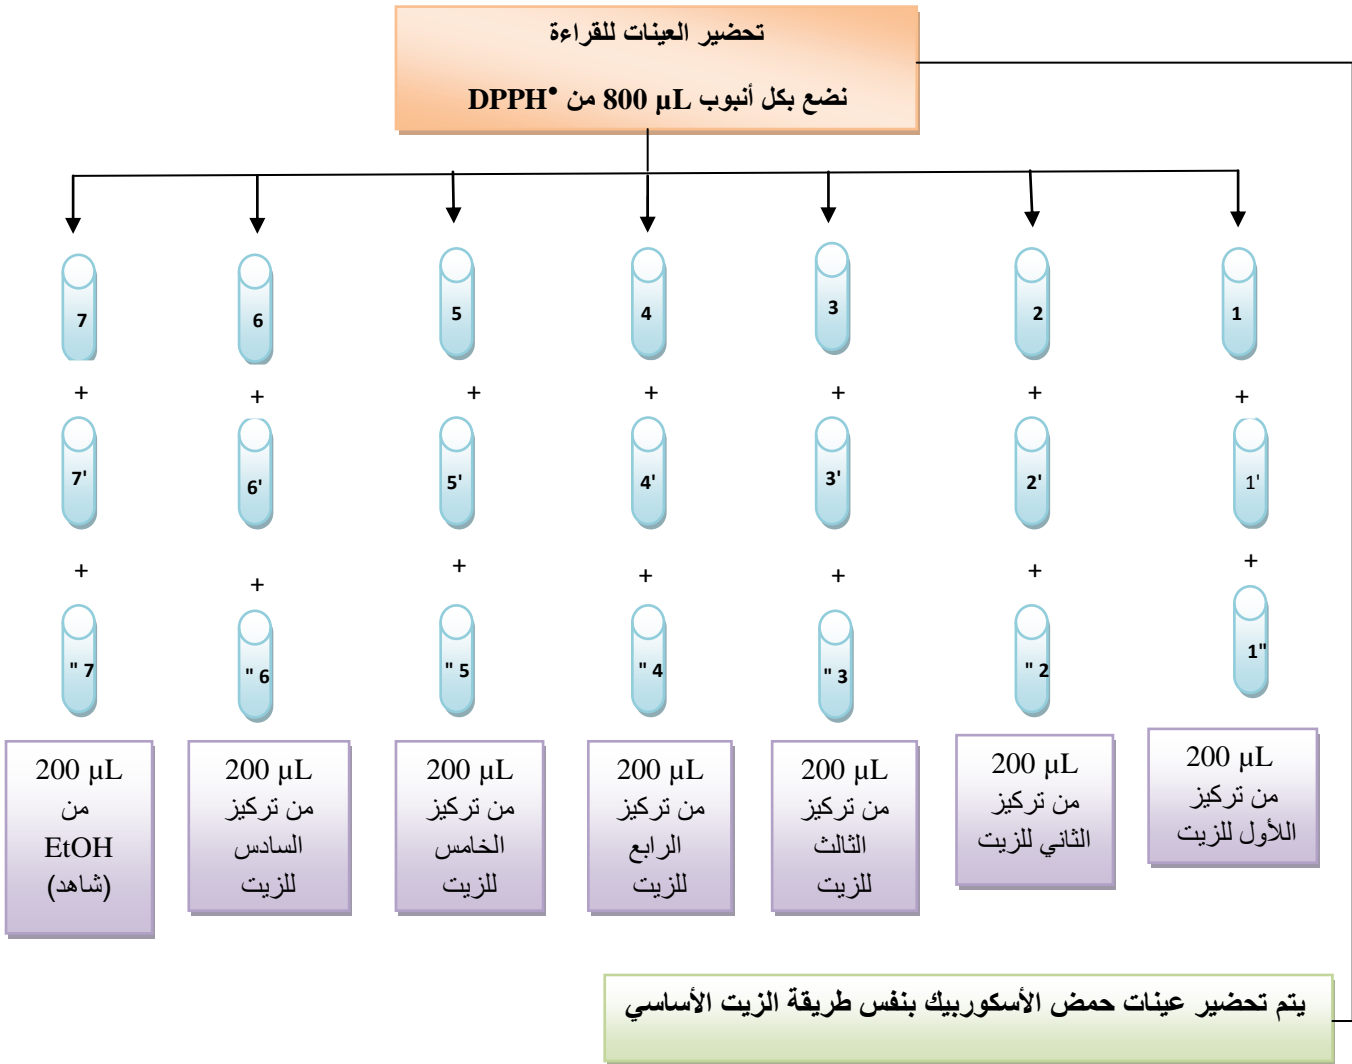 تحضير العينات للقراءة
نضع بكل أنبوب 800 µL من DPPH•
1
2
3
4
5
6
7
+
+
+
+
+
+
+
1'
2'
3'
4'
5'
6'
7'
+
+
+
+
+
+
+
1"
" 2
" 3
" 4
" 5
" 6
" 7
200 µL
من تركيز
اللأول للزيت
200 µL
من تركيز
الثاني للزيت
200 µL
من تركيز
الثالث
للزيت
200 µL
من تركيز
الرابع
للزيت
200 µL
من تركيز
الخامس
للزيت
200 µL
من تركيز
السادس
للزيت
200 µL
من
EtOH
(شاهد)
يتم تحضير عينات حمض الأسكوربيك بنفس طريقة الزيت الأساسي